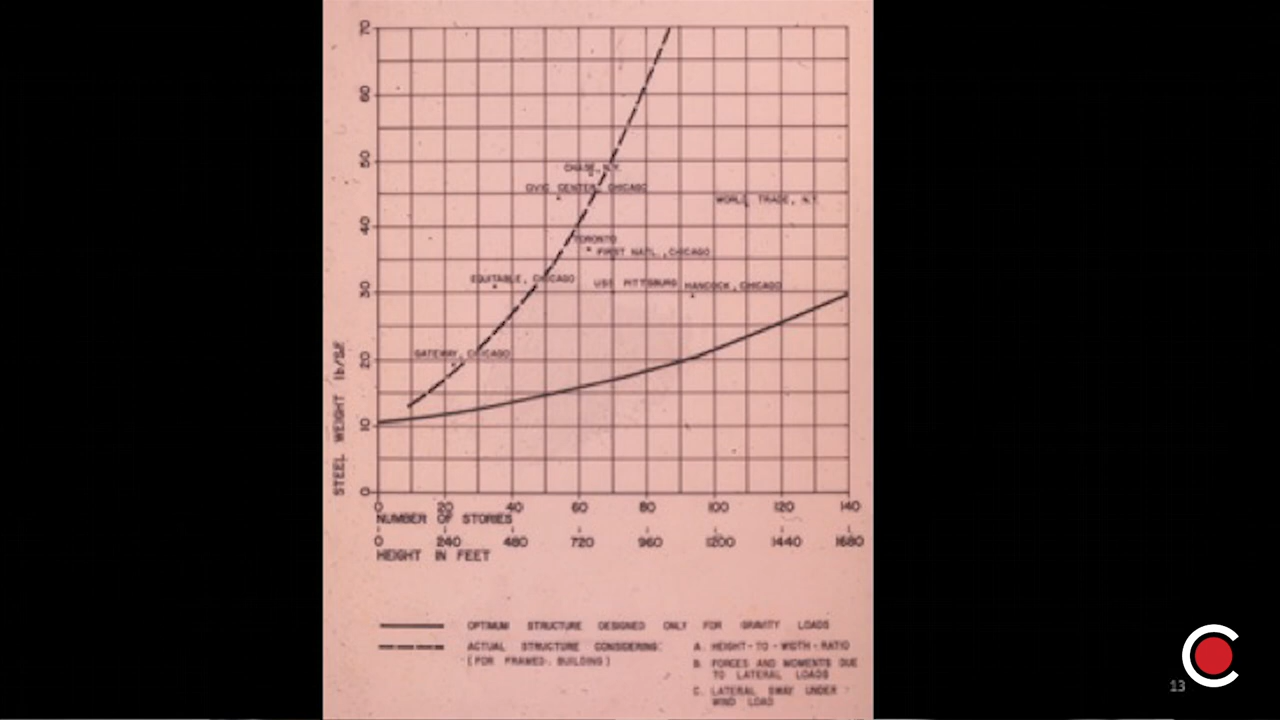 70
60
50
CHASE, N.Y.
CIVIC CENTER, CHICAGO
WORLD TRADE, N.Y.
40
TORONTO
FIRST NATL., CHICAGO
EQUITABLE, CHICAGO
USS PITTSBURG
HANCOCK, CHICAGO
30
GATEWAY, CHICAGO
20
10
0
STEEL WEIGHT lb/s.f.
0 20 40 60 80 100 120 140
NUMBER OF STORIES
0 240 480 720 960 1200 1440 1680
HEIGHT IN FEET
OPTIMUM STRUCTURE DESIGNED ONLY FOR GRAVITY LOADS
ACTUAL STRUCTURE CONSIDERING:
(FOR FRAMED BUILDING)
A. HEIGHT-TO-WIDTH-RATIO
B. FORCES AND MOMENTS DUE
TO LATERAL LOADS
C. LATERAL SWAY UNDER
WIND LOAD
13